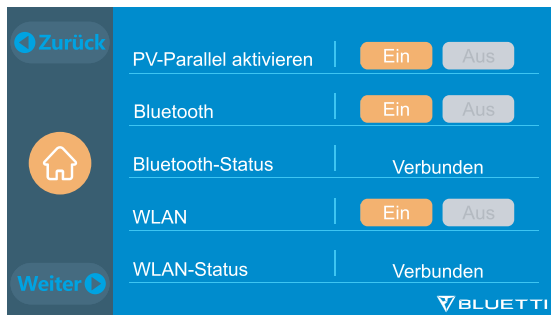 Zurück
PV-Parallel aktivieren Ein Aus
Bluetooth Ein Aus
Bluetooth-Status Verbunden
WLAN Ein Aus
WLAN-Status Verbunden
Weiter
BLUETTI